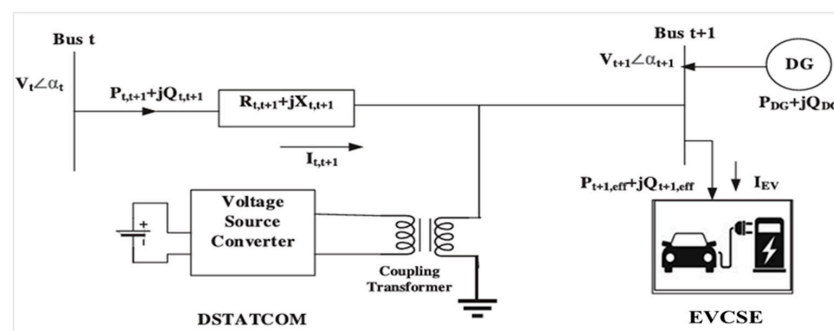 Bus t
Bus t+1
Vt∠αt
Vt+1∠αt+1
DG
Pt,t+1+jQt,t+1
Rt,t+1+jXt,t+1
PDG+jQDG
It,t+1
Pt+1,eff+jQt+1,eff
IEV
Voltage
Source
Converter
+
-
Coupling
Transformer
DSTATCOM
EVCSE